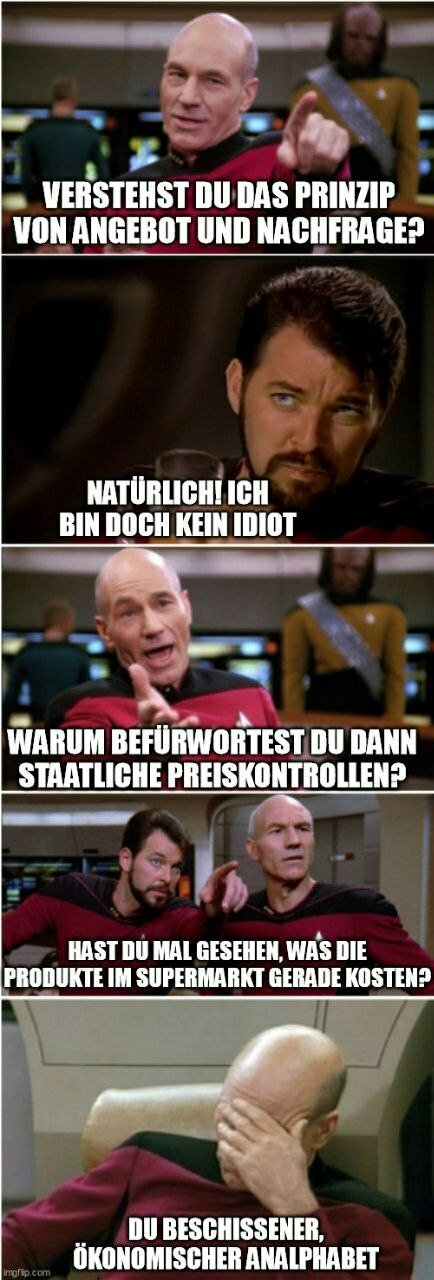 VERSTEHST DU DAS PRINZIP
VON ANGEBOT UND NACHFRAGE?
NATÜRLICH! ICH
BIN DOCH KEIN IDIOT
WARUM BEFÜRWORTEST DU DANN
STAATLICHE PREISKONTROLLEN?
HAST DU MAL GESEHEN, WAS DIE
PRODUKTE IM SUPERMARKT GERADE KOSTEN?
DU BESCHISSENER,
ÖKONOMISCHER ANALPHABET
imgflip.com